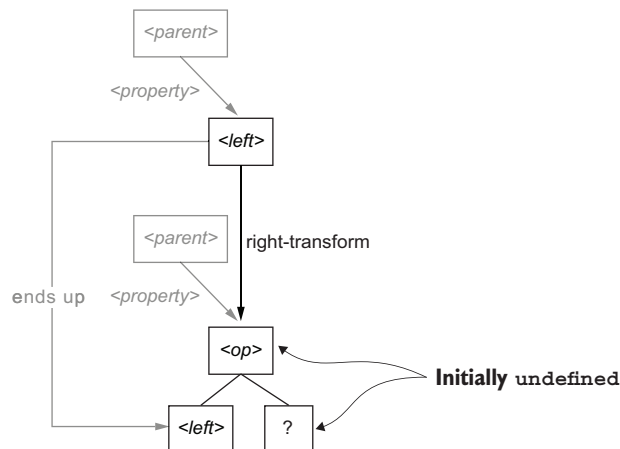 <parent>
<property>
<left>
<parent>
right-transform
ends up
<property>
<op>
Initially undefined
<left>
?